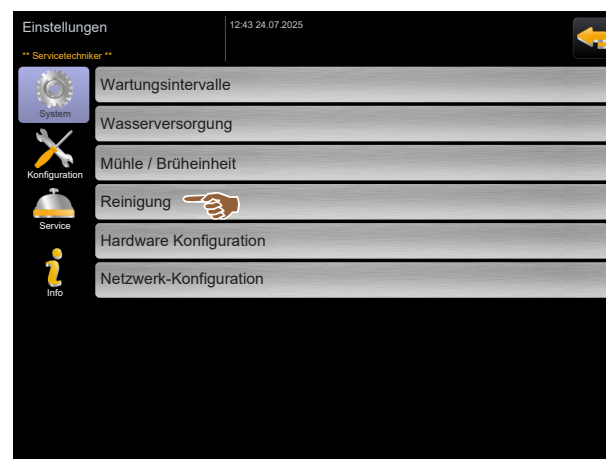 Einstellungen
12:43 24.07.2025
** Servicetechniker **
System
Konfiguration
Service
Info
Wartungsintervalle
Wasserversorgung
Mühle / Brüheinheit
Reinigung
Hardware Konfiguration
Netzwerk-Konfiguration